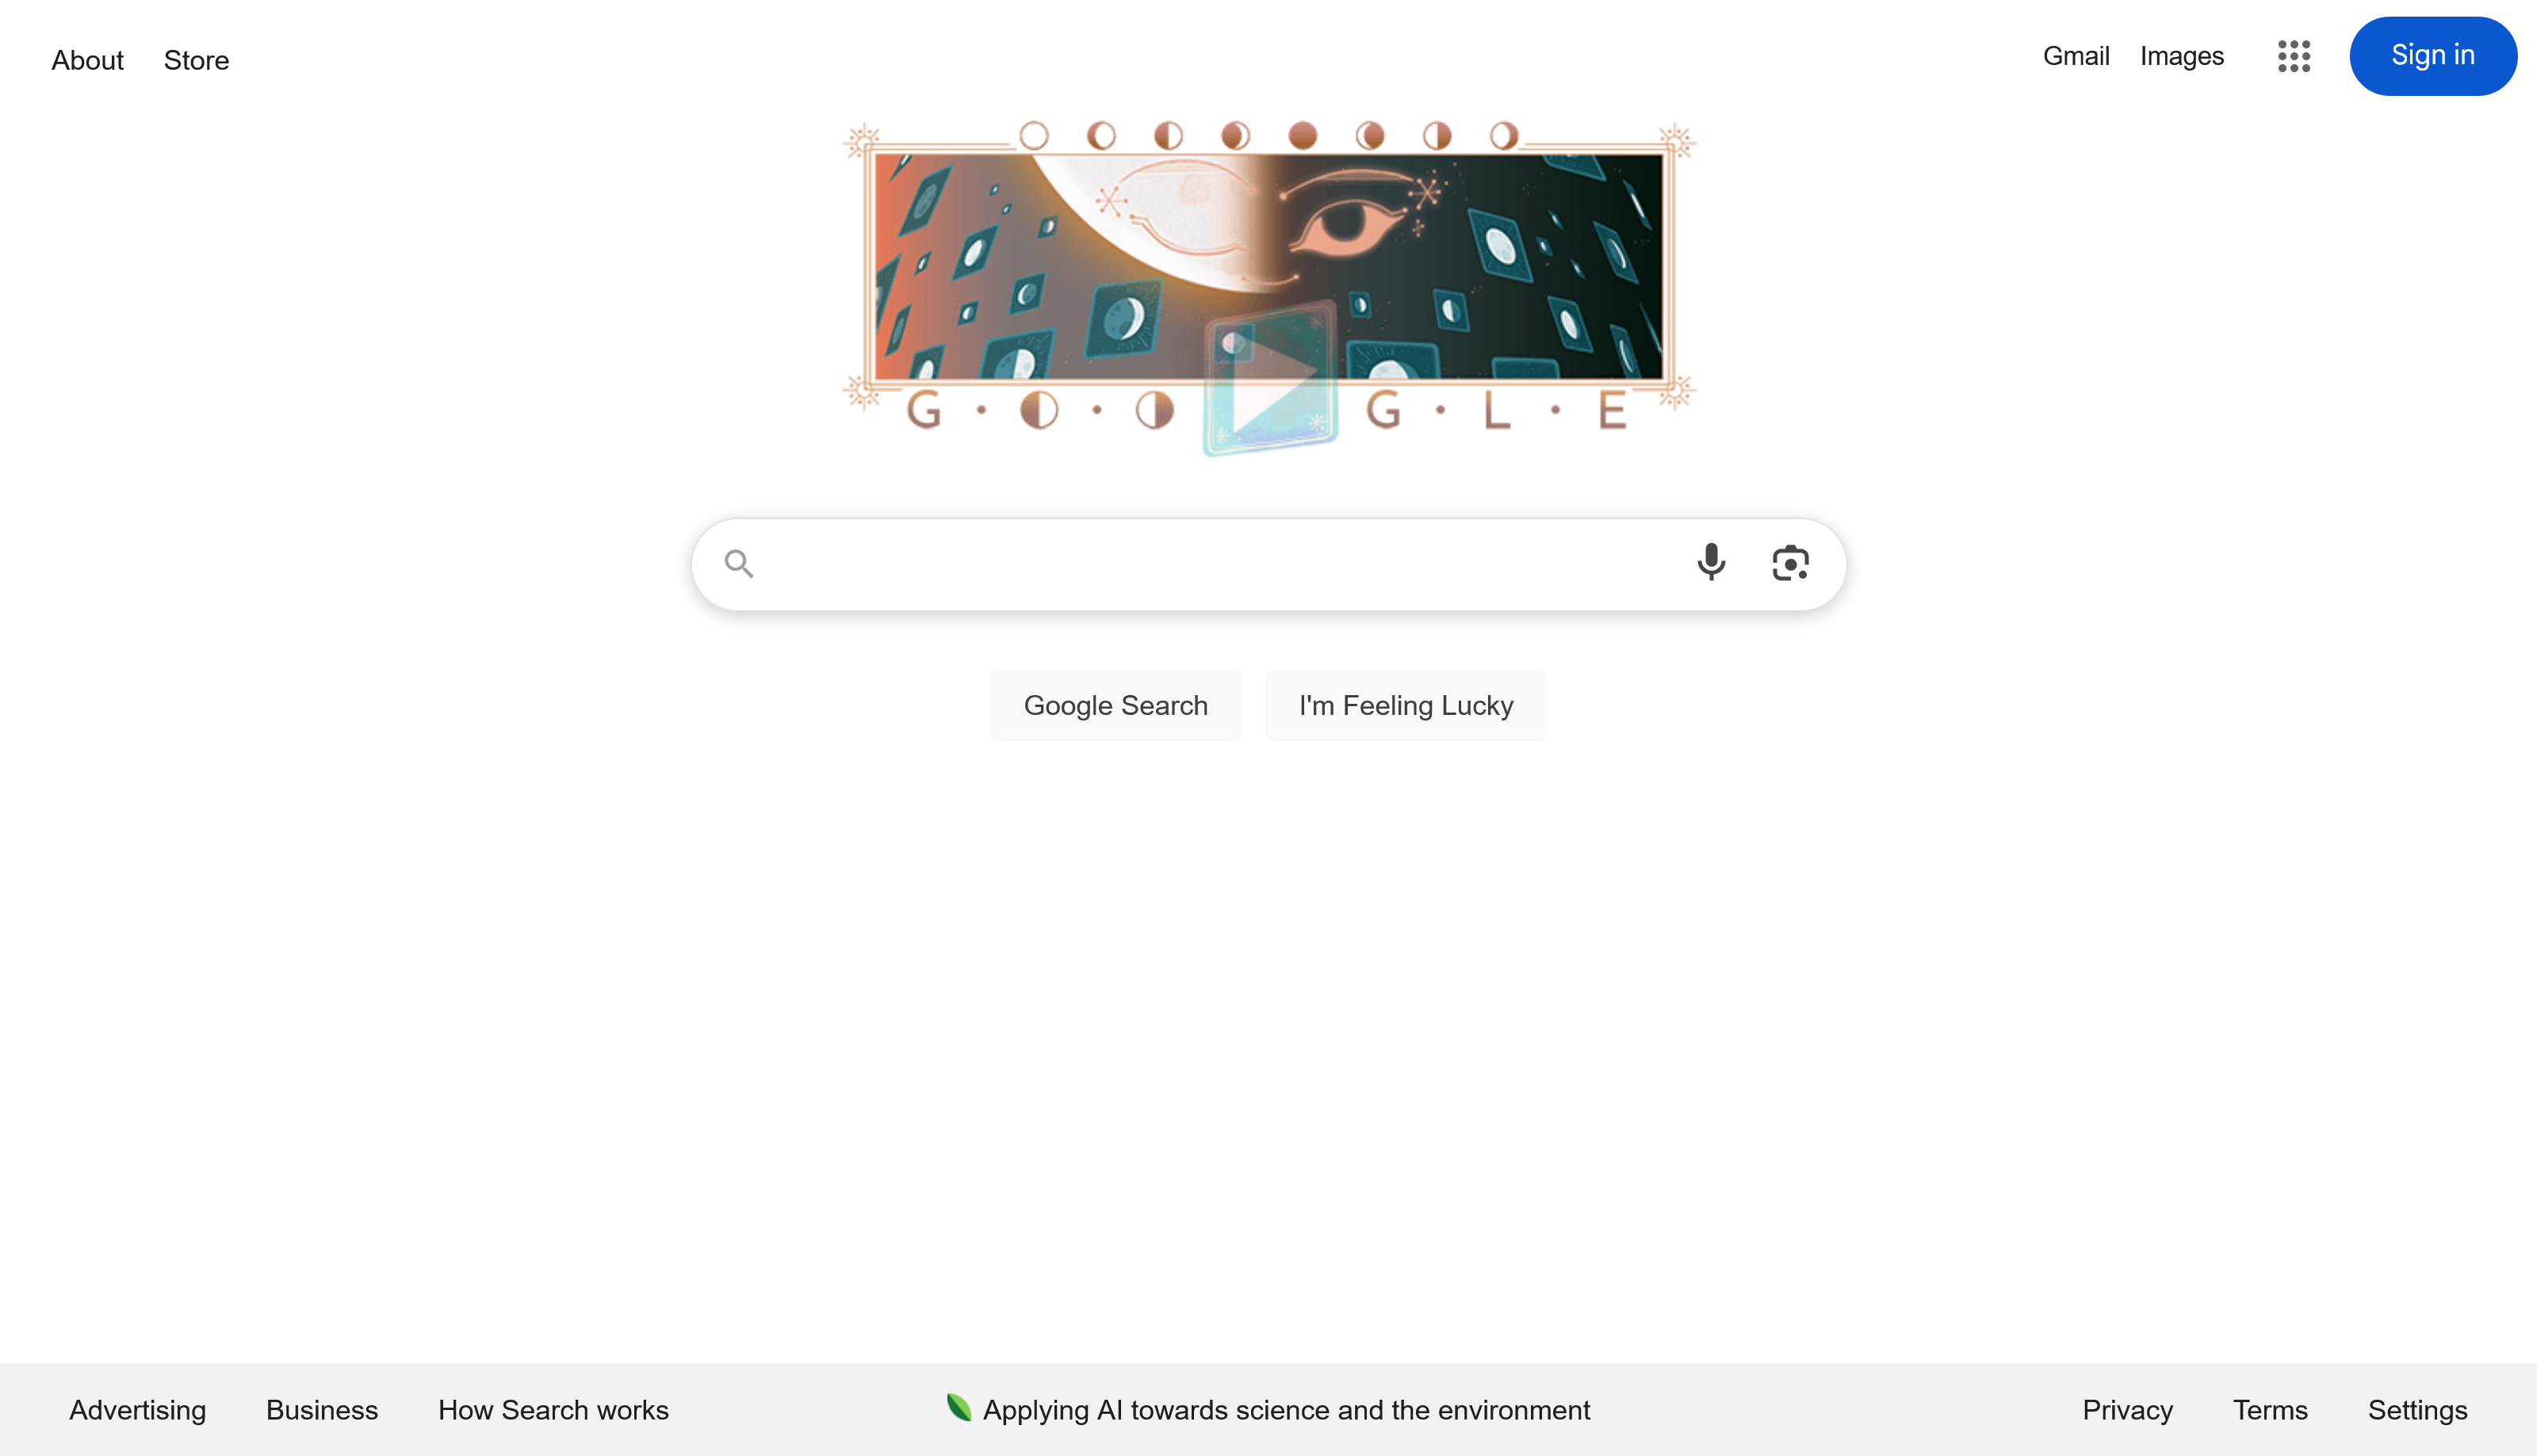 About Store
Gmail Images Sign in
G · O · O G · L · E
Google Search I'm Feeling Lucky
Advertising Business How Search works
Applying AI towards science and the environment
Privacy Terms Settings